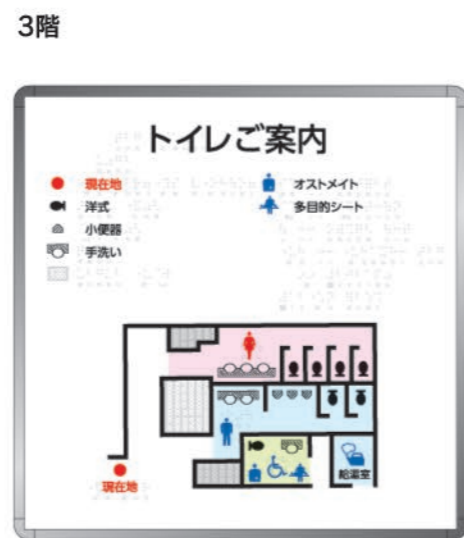 3階
トイレご案内
現在地
洋式
小便器
手洗い
オストメイト
多目的シート
現在地
給湯室